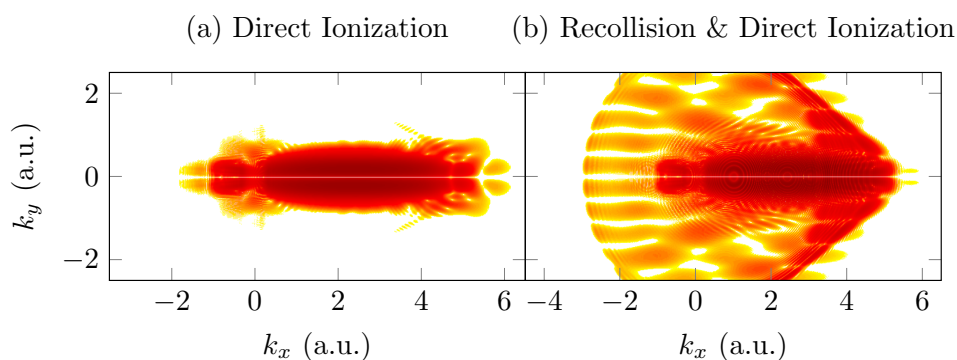 (a) Direct Ionization
(b) Recollision & Direct Ionization
2
0
−2
k_y (a.u.)
−2 0 2 4 6
−4 −2 0 2 4 6
k_x (a.u.)
k_x (a.u.)